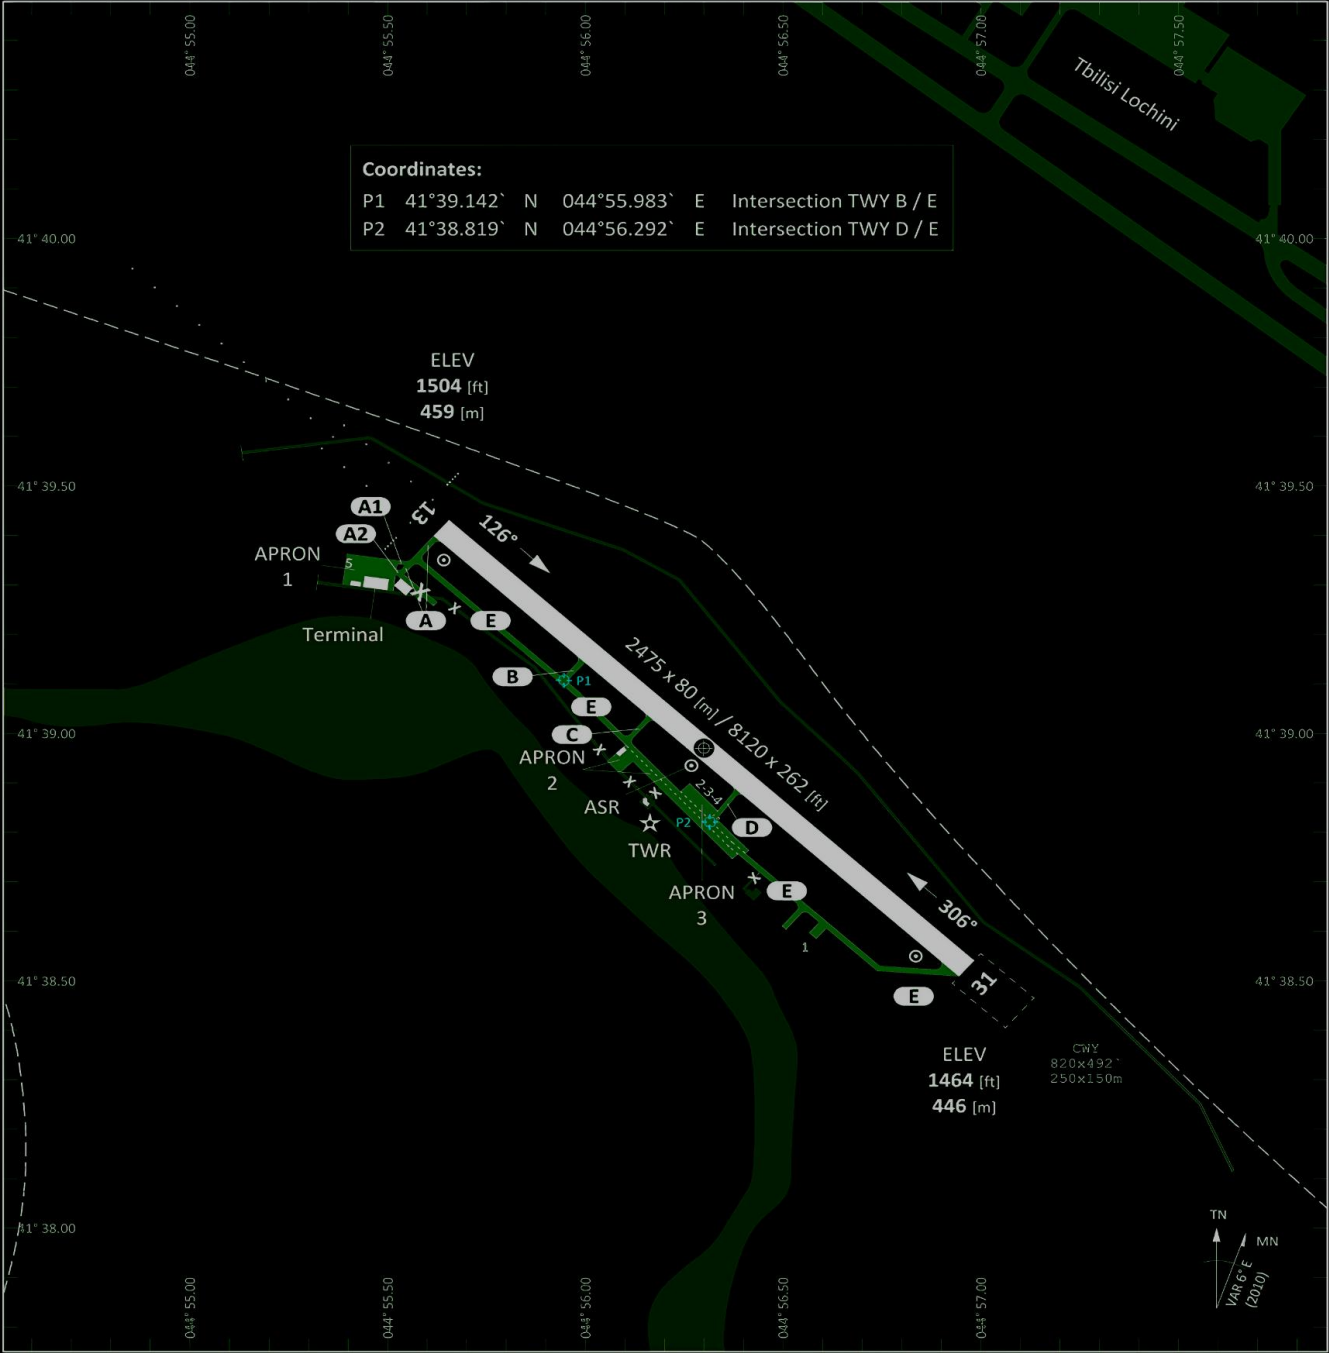 044° 55.00
044° 55.50
044° 56.00
044° 56.50
044° 57.00
044° 57.50
Tbilisi Lochini
Coordinates:
P1 41°39.142` N 044°55.983` E Intersection TWY B / E
P2 41°38.819` N 044°56.292` E Intersection TWY D / E
41° 40.00
41° 40.00
ELEV
1504 [ft]
459 [m]
41° 39.50
41° 39.50
A1
13
126°
A2
APRON
1
5
A
E
Terminal
2475 x 80 [m] / 8120 x 262 [ft]
B
P1
E
C
41° 39.00
41° 39.00
APRON
2
2-3-4
ASR
P2
D
TWR
APRON
3
E
306°
1
41° 38.50
41° 38.50
31
E
ELEV
1464 [ft]
446 [m]
CWY
820x492`
250x150m
TN
MN
VAR 6° E
(2010)
41° 38.00
41° 38.00
044° 55.00
044° 55.50
044° 56.00
044° 56.50
044° 57.00